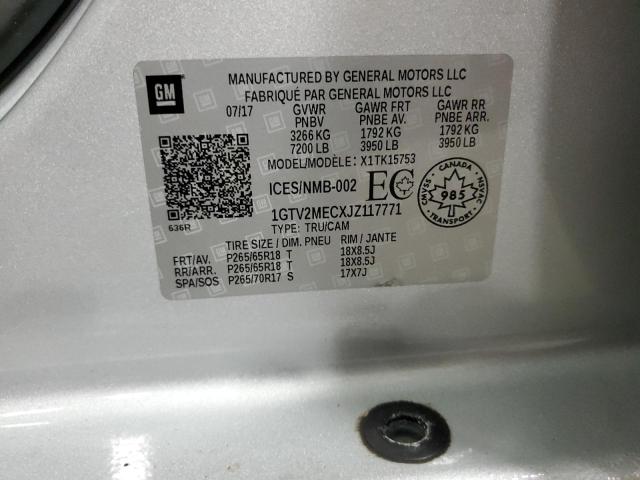 GM
MANUFACTURED BY GENERAL MOTORS LLC
FABRIQUÉ PAR GENERAL MOTORS LLC
07/17 GVWR GAWR FRT GAWR RR
PNBV PNBE AV. PNBE ARR.
3266 KG 1792 KG 1792 KG
7200 LB 3950 LB 3950 LB
MODEL/MODÈLE: X1TK15753
ICES/NMB-002 EC
CANADA
985
CMVSS
NSVAC
1GTV2MECXJZ117771
636R
TYPE: TRU/CAM
TIRE SIZE / DIM. PNEU RIM / JANTE
FRT/AV. P265/65R18 T 18X8.5J
RR/ARR. P265/65R18 T 18X8.5J
SPA/SOS. P265/70R17 S 17X7J